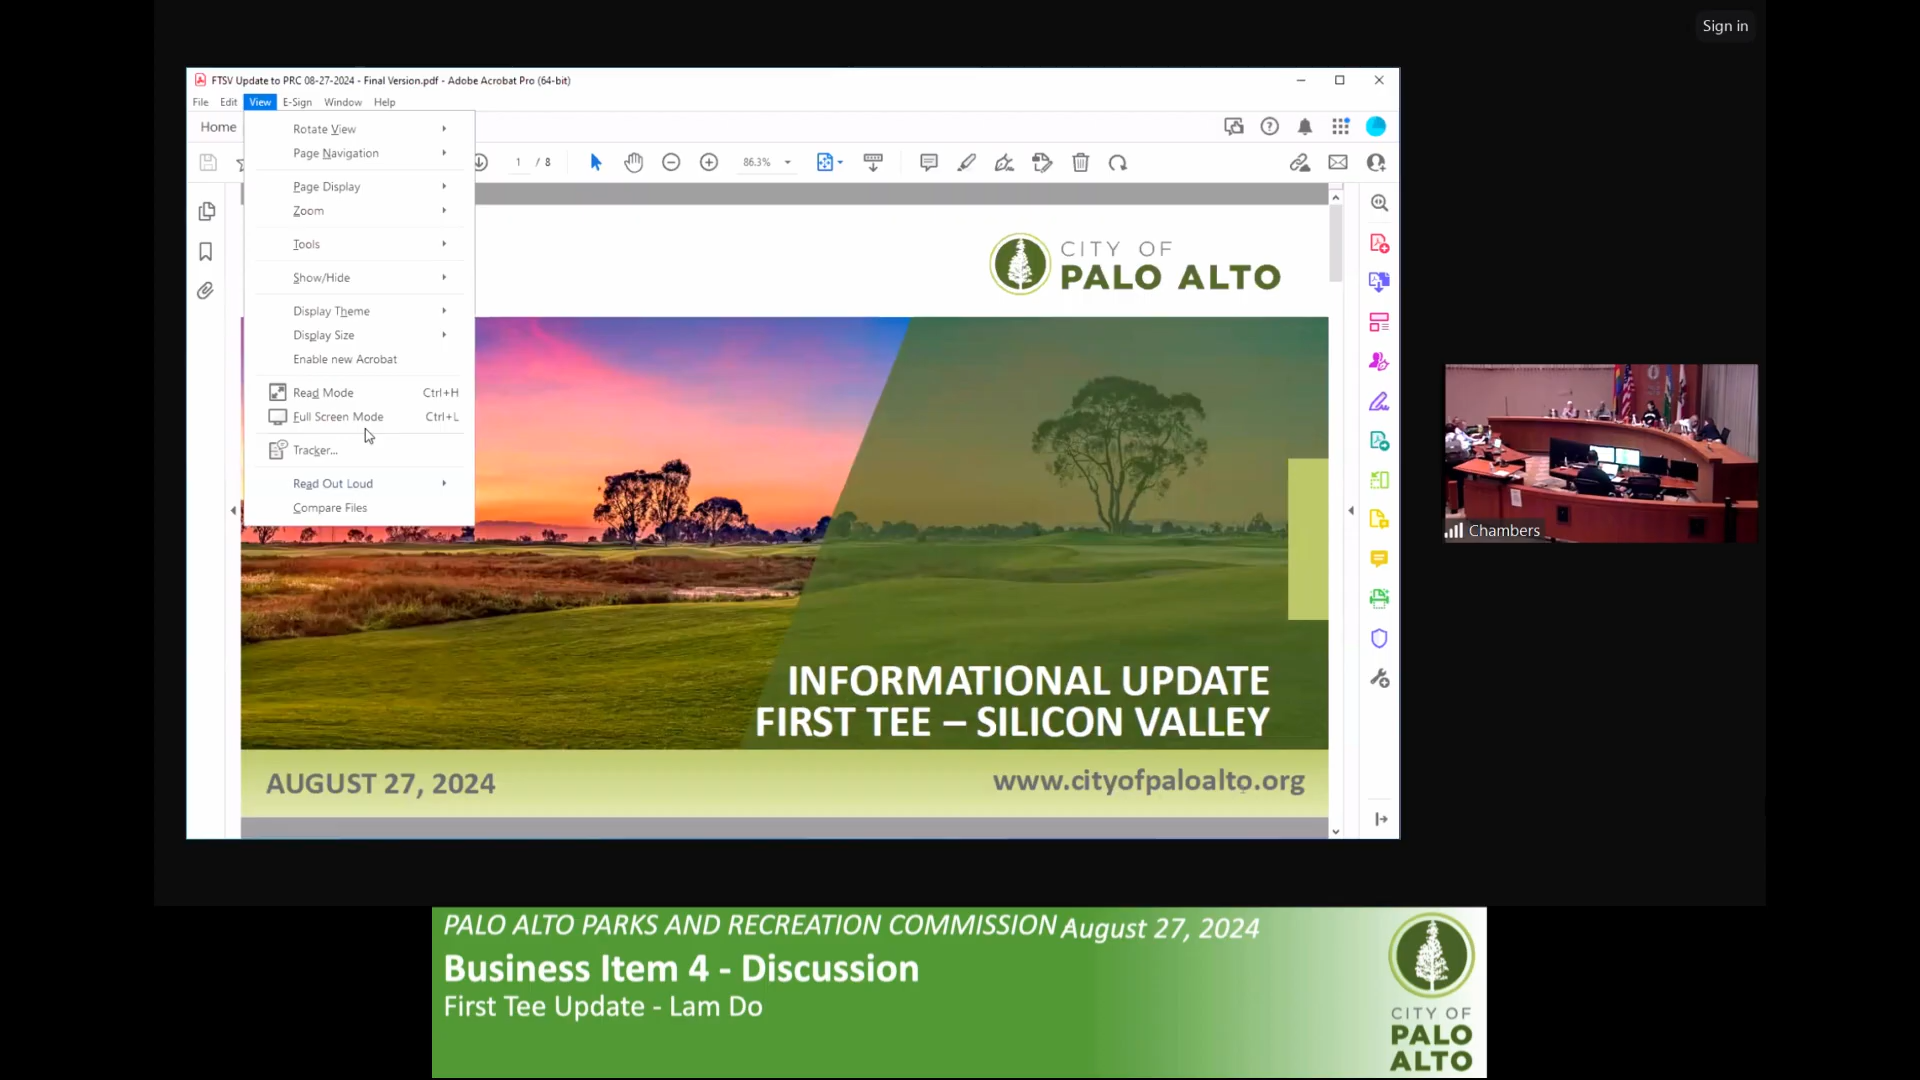 Sign in
FTSV Update to PRC 08-27-2024 - Final Version.pdf - Adobe Acrobat Pro (64-bit)
File Edit View E-Sign Window Help
Home
1 / 8 86.3%
Rotate View
Page Navigation
Page Display
Zoom
Tools
Show/Hide
Display Theme
Display Size
Enable new Acrobat
Read Mode Ctrl+H
Full Screen Mode Ctrl+L
Tracker...
Read Out Loud
Compare Files
CITY OF
PALO ALTO
INFORMATIONAL UPDATE
FIRST TEE – SILICON VALLEY
AUGUST 27, 2024
www.cityofpaloalto.org
Chambers
PALO ALTO PARKS AND RECREATION COMMISSION August 27, 2024
Business Item 4 - Discussion
First Tee Update - Lam Do
CITY OF
PALO
ALTO